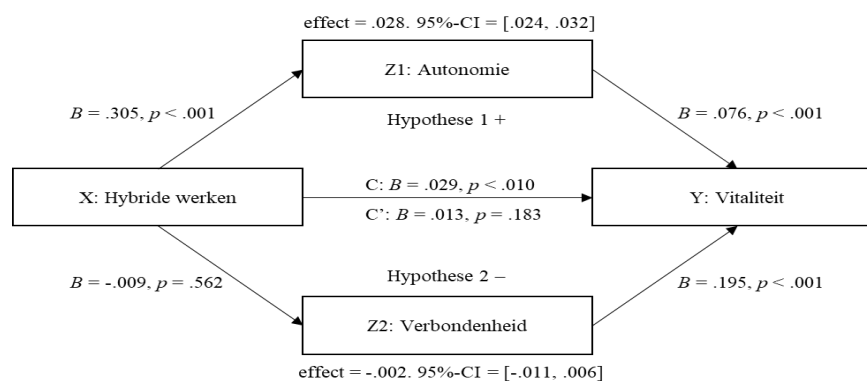 effect = .028. 95%-CI = [.024, .032]
Z1: Autonomie
B = .305, p < .001
B = .076, p < .001
Hypothese 1 +
X: Hybride werken
C: B = .029, p < .010
C’: B = .013, p = .183
Y: Vitaliteit
Hypothese 2 –
B = -.009, p = .562
B = .195, p < .001
Z2: Verbondenheid
effect = -.002. 95%-CI = [-.011, .006]